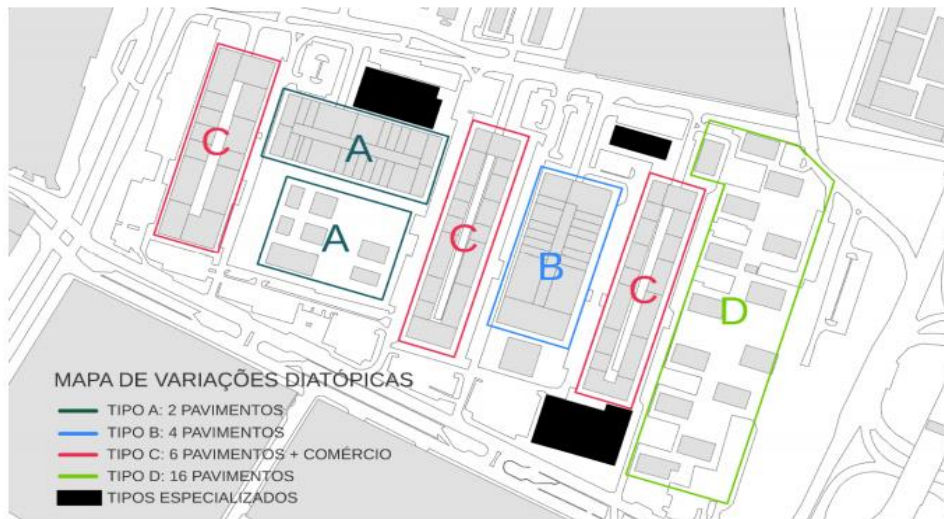 C
A
A
C
B
C
D
MAPA DE VARIAÇÕES DIATÓPICAS
TIPO A: 2 PAVIMENTOS
TIPO B: 4 PAVIMENTOS
TIPO C: 6 PAVIMENTOS + COMÉRCIO
TIPO D: 16 PAVIMENTOS
TIPOS ESPECIALIZADOS